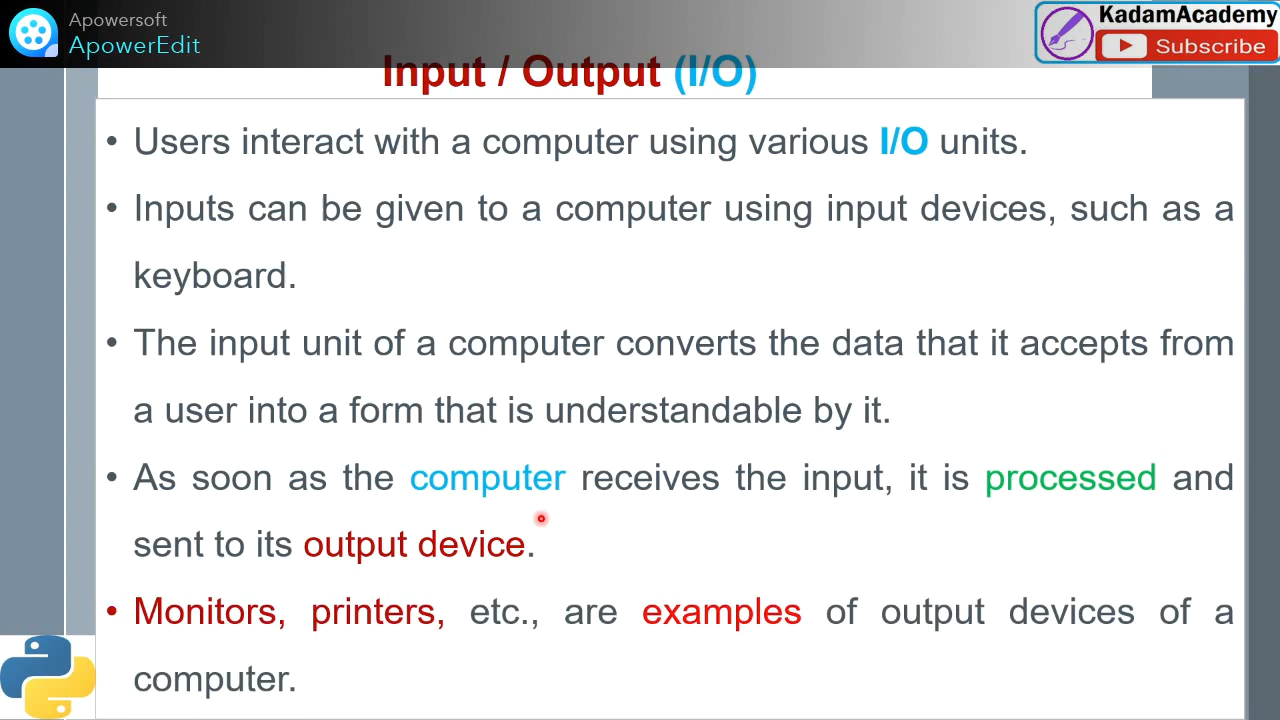 Apowersoft
ApowerEdit
KadamAcademy
Subscribe
Input / Output (I/O)
• Users interact with a computer using various I/O units.
• Inputs can be given to a computer using input devices, such as a
keyboard.
• The input unit of a computer converts the data that it accepts from
a user into a form that is understandable by it.
• As soon as the computer receives the input, it is processed and
sent to its output device.
• Monitors, printers, etc., are examples of output devices of a
computer.